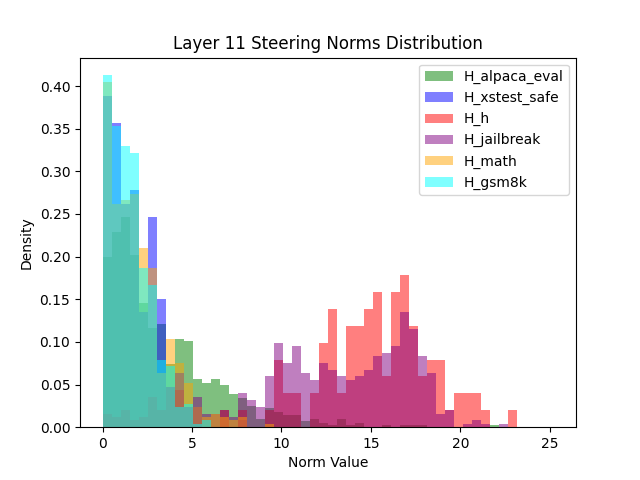 Layer 11 Steering Norms Distribution
H_alpaca_eval
H_xstest_safe
H_h
H_jailbreak
H_math
H_gsm8k
Density
0.40
0.35
0.30
0.25
0.20
0.15
0.10
0.05
0.00
0 5 10 15 20 25
Norm Value